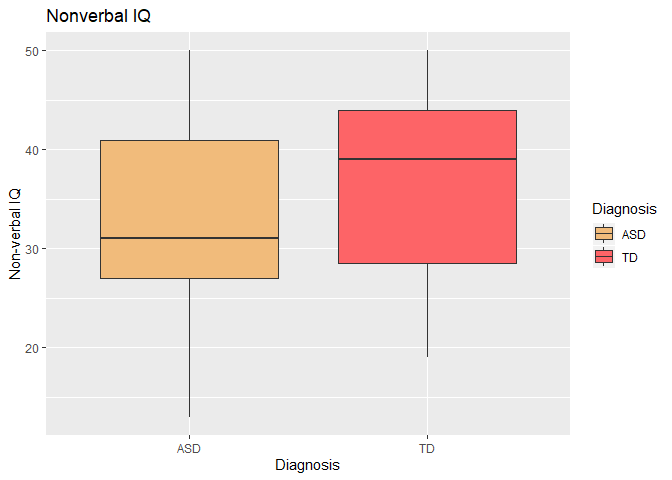 Nonverbal IQ
50
40
30
20
Non-verbal IQ
ASD
TD
Diagnosis
Diagnosis
ASD
TD